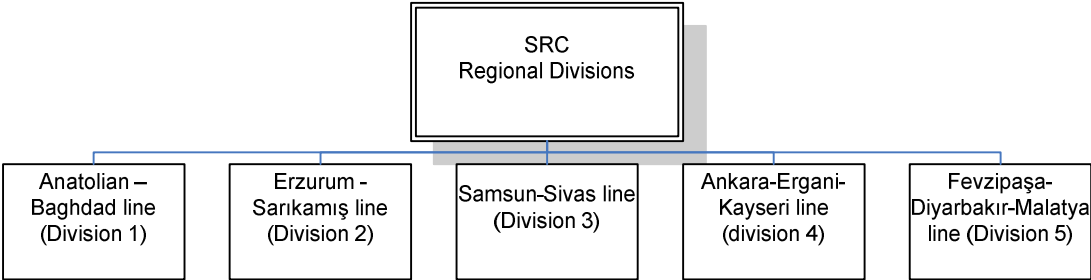 SRC
Regional Divisions
Anatolian –
Baghdad line
(Division 1)
Erzurum -
Sarıkamış line
(Division 2)
Samsun-Sivas line
(Division 3)
Ankara-Ergani-
Kayseri line
(division 4)
Fevzipaşa-
Diyarbakır-Malatya
line (Division 5)